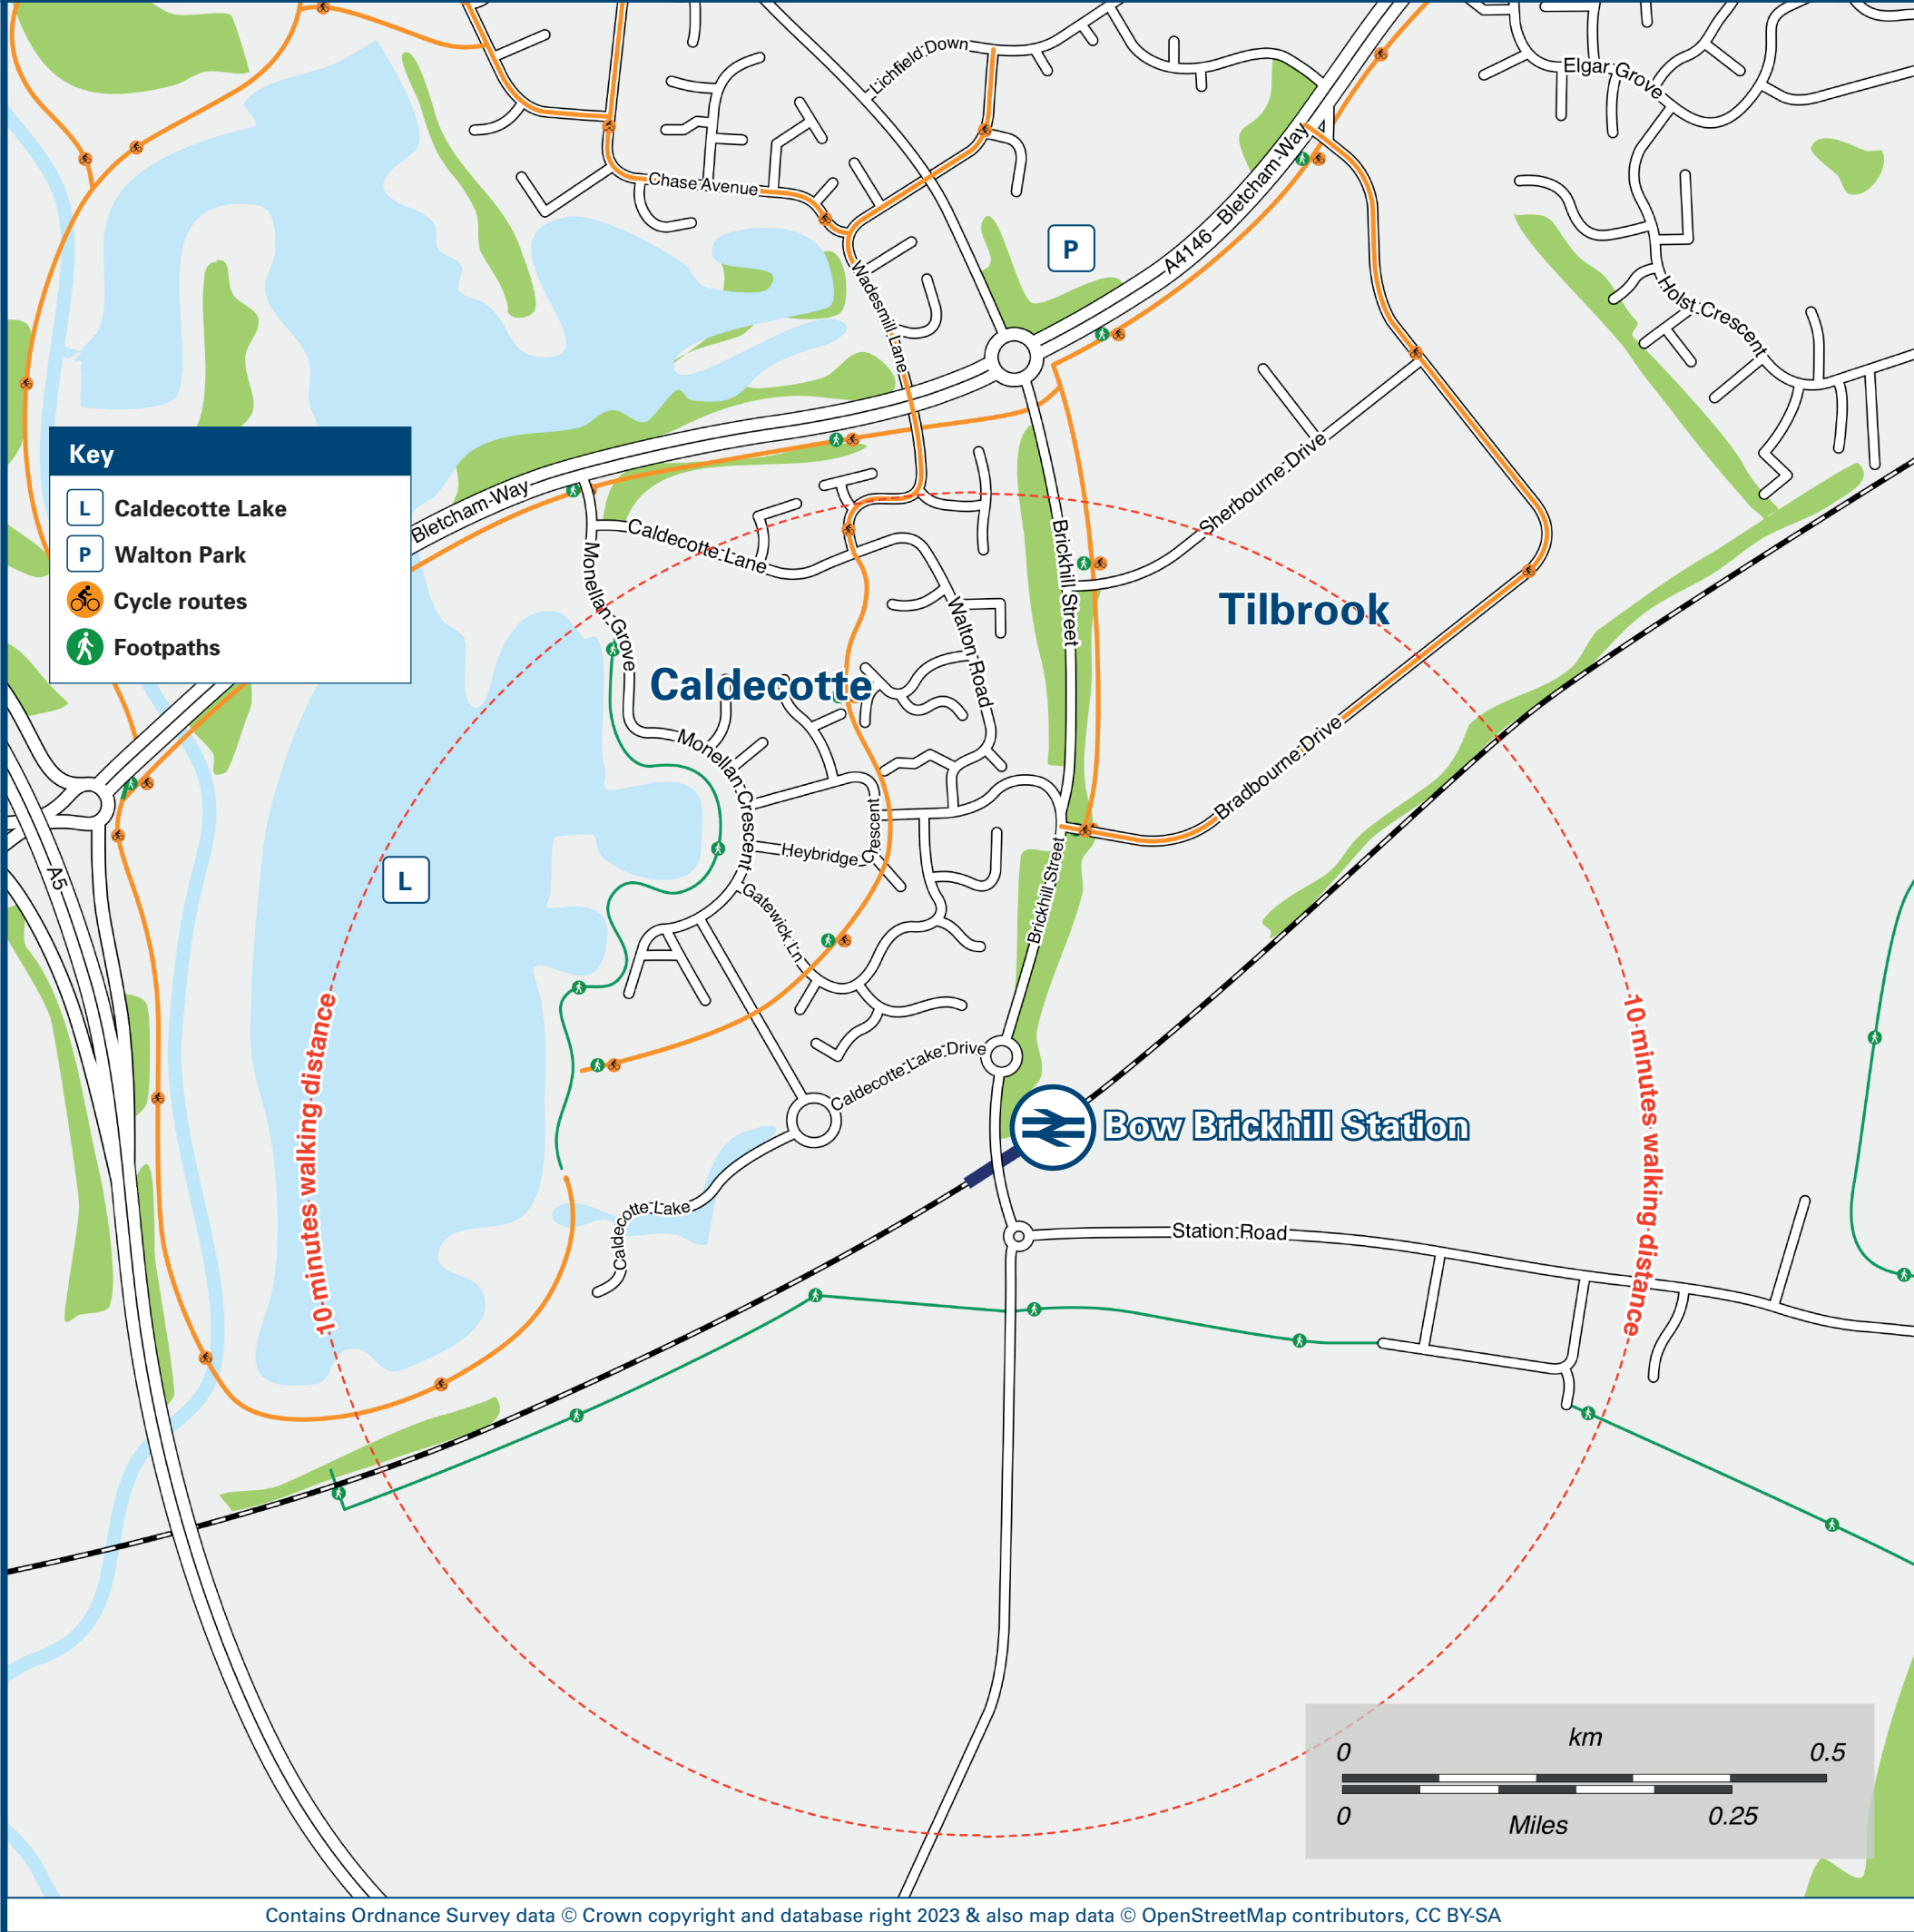 Lichfield Down
Elgar Grove
Chase Avenue
A4146 Bletcham Way
P
Wadesmill Lane
Holst Crescent
Key
L Caldecotte Lake
P Walton Park
Cycle routes
Footpaths
Bletcham Way
Sherbourne Drive
Caldecotte Lane
Monellan Grove
Brickhill Street
Walton Road
Tilbrook
Caldecotte
Monellan Crescent
Bradbourne Drive
Crescent
Heybridge
A5
L
Gatewick Ln
Brickhill Street
10 minutes walking distance
10 minutes walking distance
Caldecotte Lake Drive
Bow Brickhill Station
Caldecotte Lake
Station Road
km
0 0.5
0 0.25
Miles
Contains Ordnance Survey data © Crown copyright and database right 2023 & also map data © OpenStreetMap contributors, CC BY-SA